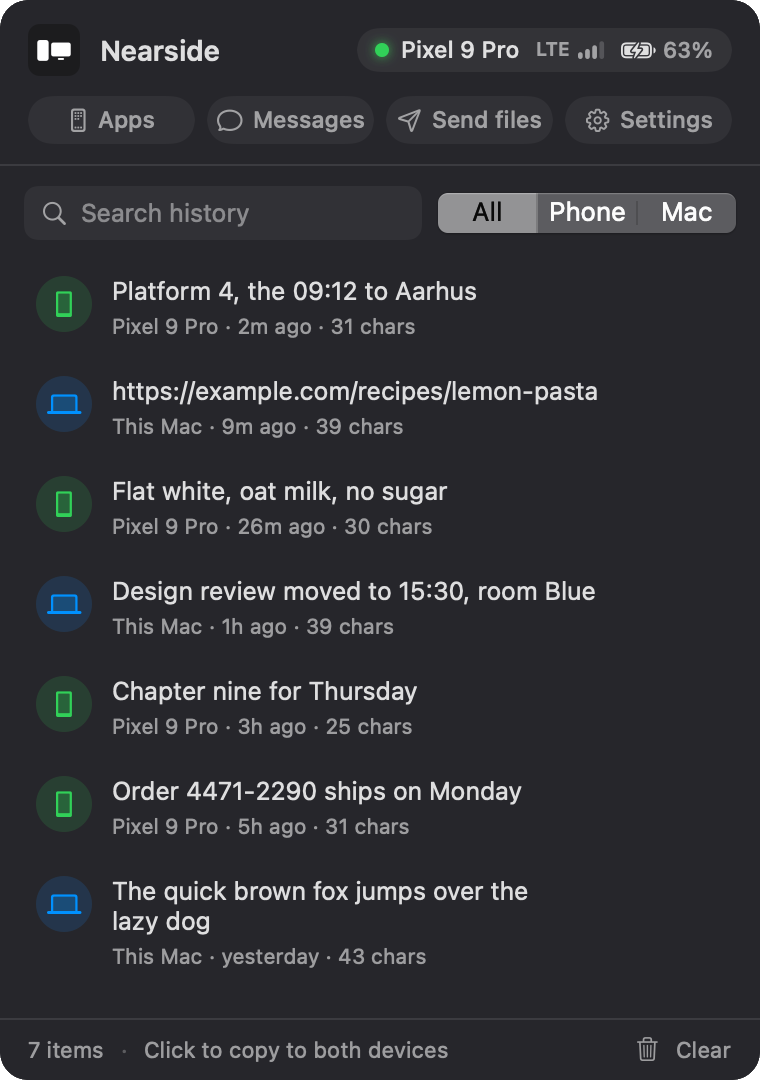 Nearside
Pixel 9 Pro LTE 63%
Apps Messages Send files Settings
Search history
All Phone Mac
Platform 4, the 09:12 to Aarhus
Pixel 9 Pro · 2m ago · 31 chars
https://example.com/recipes/lemon-pasta
This Mac · 9m ago · 39 chars
Flat white, oat milk, no sugar
Pixel 9 Pro · 26m ago · 30 chars
Design review moved to 15:30, room Blue
This Mac · 1h ago · 39 chars
Chapter nine for Thursday
Pixel 9 Pro · 3h ago · 25 chars
Order 4471-2290 ships on Monday
Pixel 9 Pro · 5h ago · 31 chars
The quick brown fox jumps over the
lazy dog
This Mac · yesterday · 43 chars
7 items · Click to copy to both devices
Clear